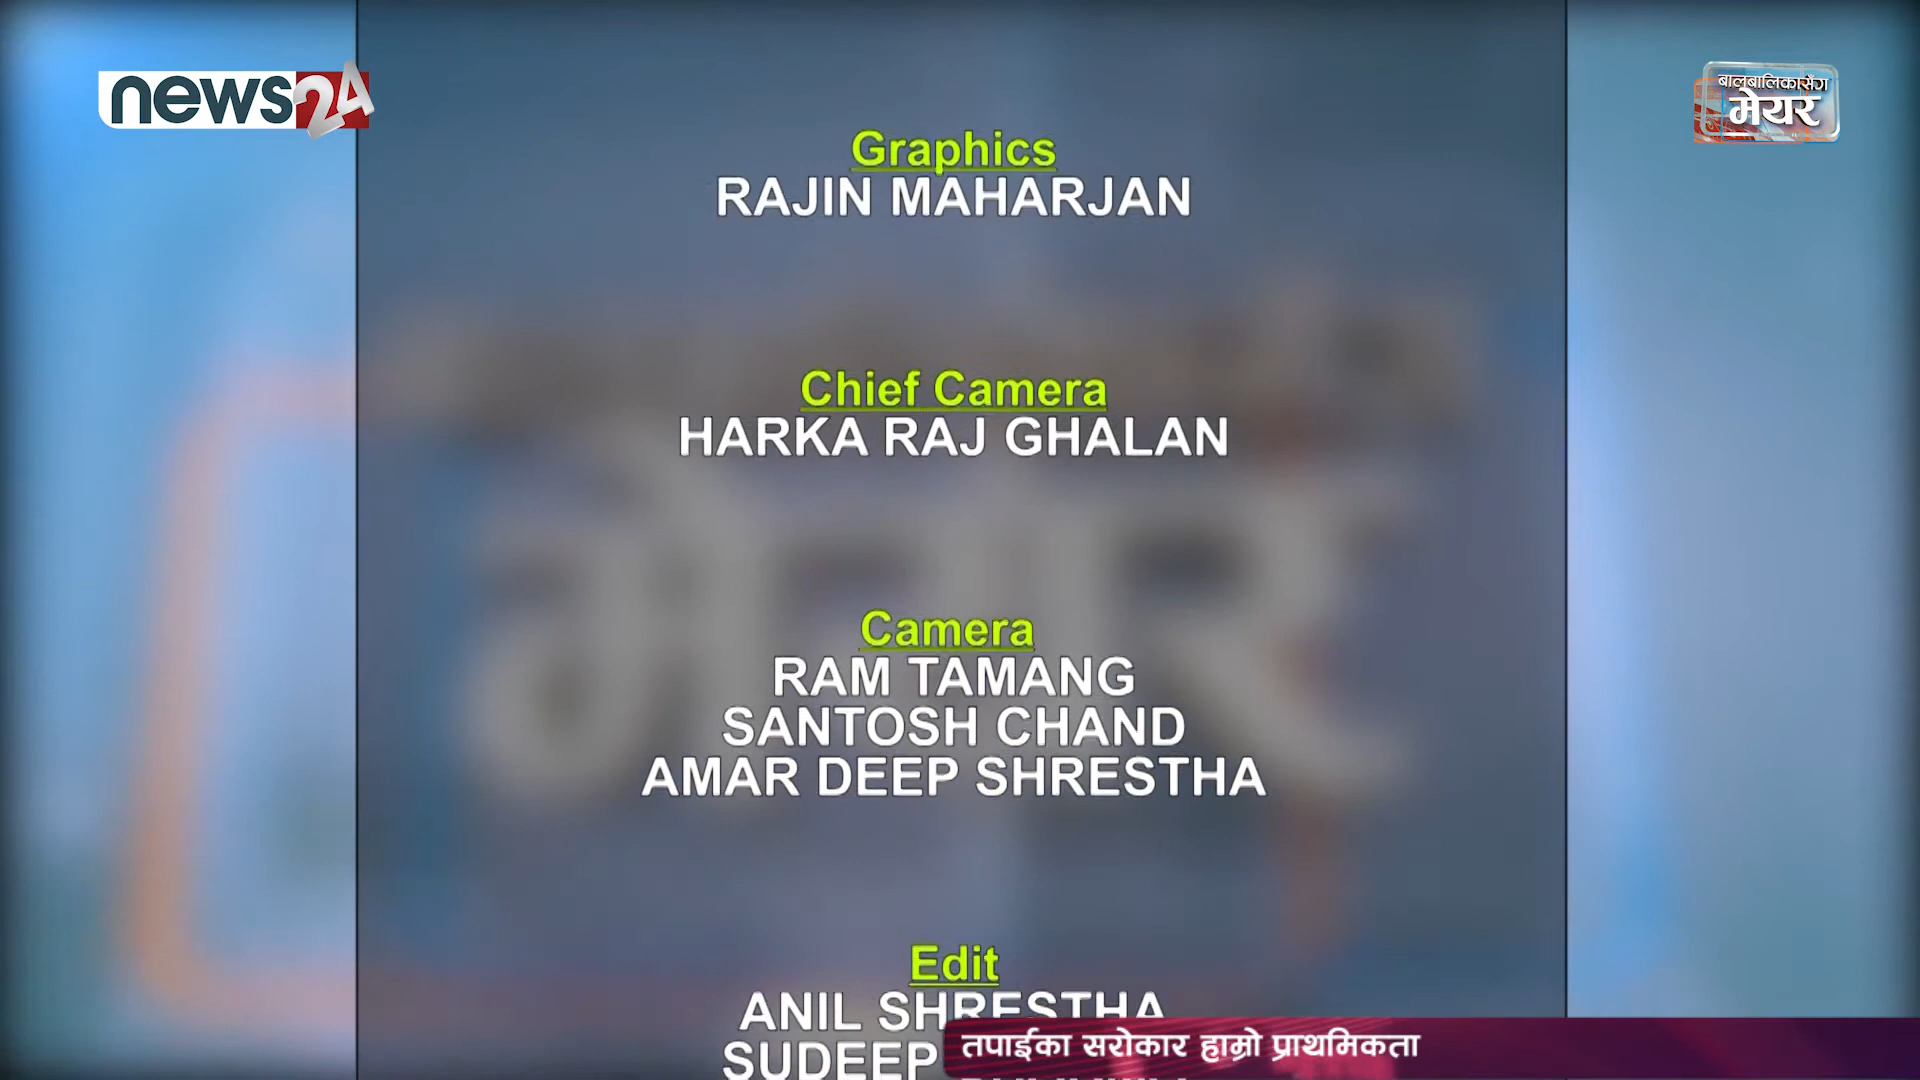 news24
बालबालिकासँग
मेयर
Graphics
RAJIN MAHARJAN
Chief Camera
HARKA RAJ GHALAN
Camera
RAM TAMANG
SANTOSH CHAND
AMAR DEEP SHRESTHA
Edit
ANIL SHRESTHA
SUDEEP
तपाईका सरोकार हाम्रो प्राथमिकता